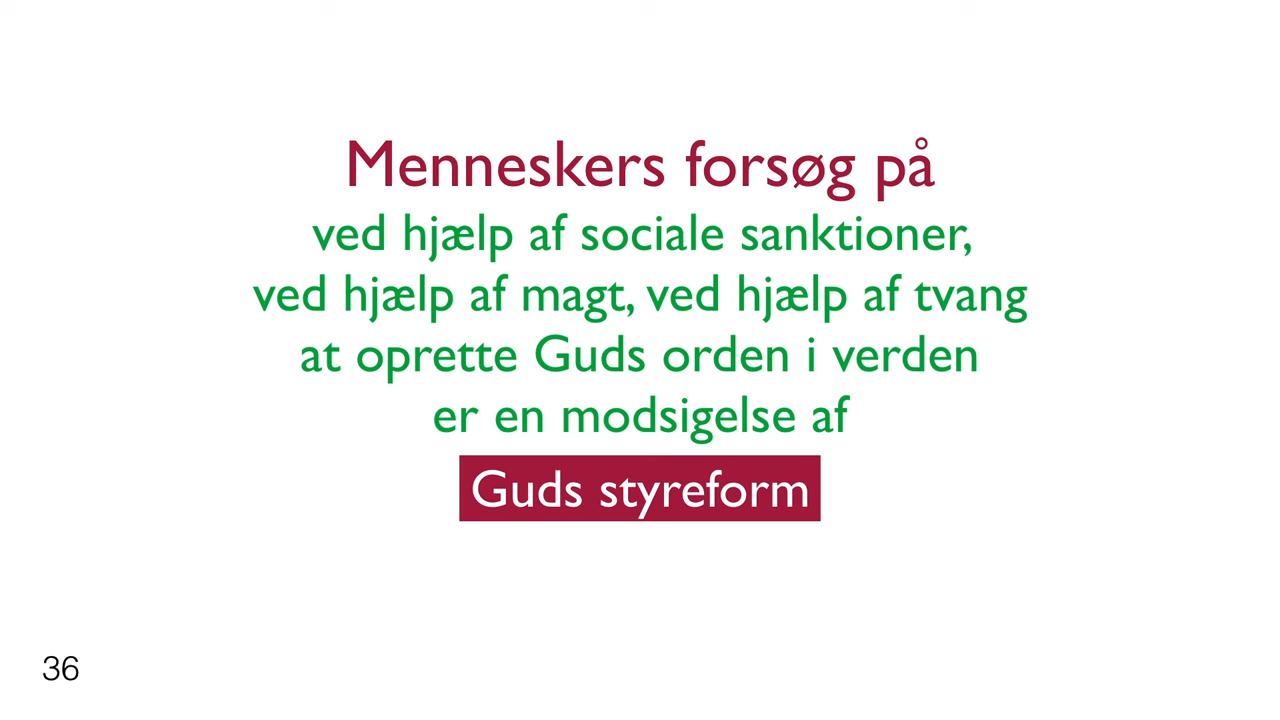 Menneskers forsøg på
ved hjælp af sociale sanktioner,
ved hjælp af magt, ved hjælp af tvang
at oprette Guds orden i verden
er en modsigelse af
Guds styreform
36